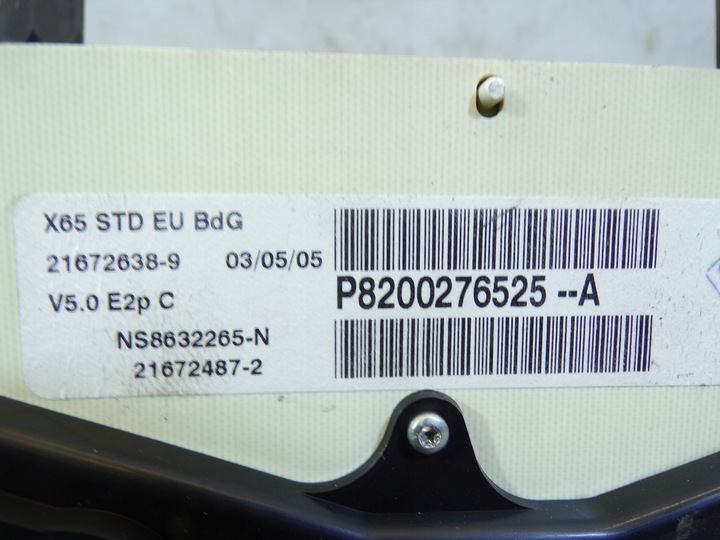 X65 STD EU BdG
21672638-9 03/05/05
V5.0 E2p C
P8200276525 --A
NS8632265-N
21672487-2